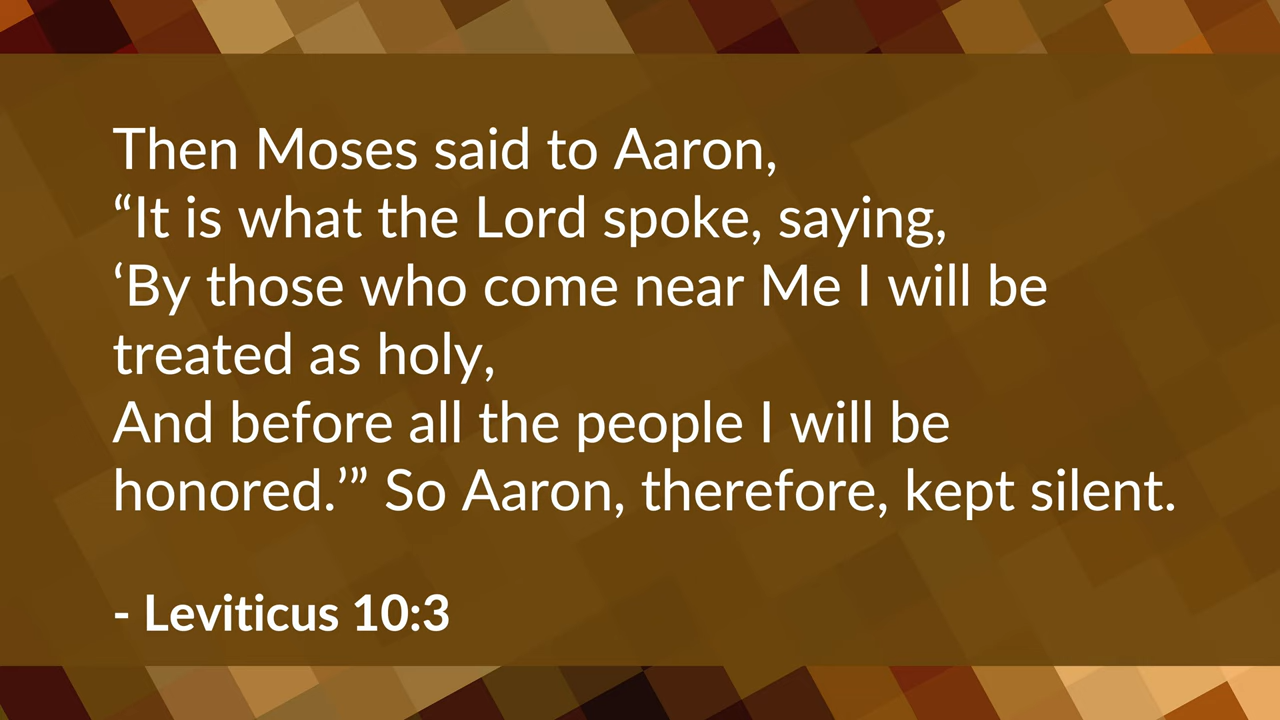 Then Moses said to Aaron,
“It is what the Lord spoke, saying,
‘By those who come near Me I will be
treated as holy,
And before all the people I will be
honored.’” So Aaron, therefore, kept silent.
- Leviticus 10:3